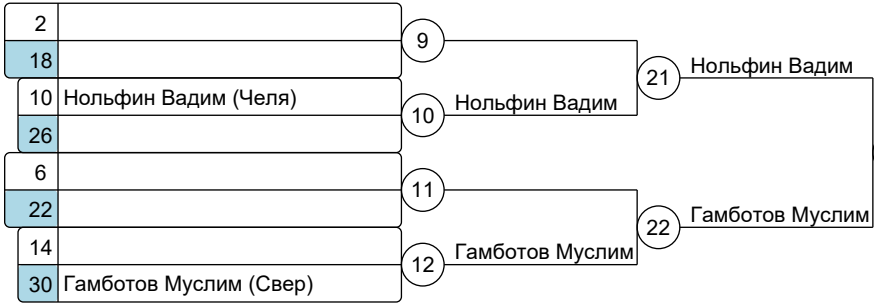 2
9
18
21 Нольфин Вадим
10 Нольфин Вадим (Челя)
10 Нольфин Вадим
26
6
11
22
22 Гамботов Муслим
14
12 Гамботов Муслим
30 Гамботов Муслим (Свер)